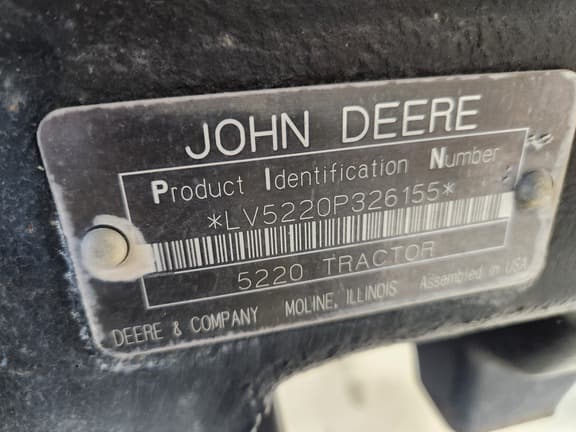 JOHN DEERE
Product Identification Number
*LV5220P326155*
5220 TRACTOR
DEERE & COMPANY MOLINE, ILLINOIS Assembled in USA